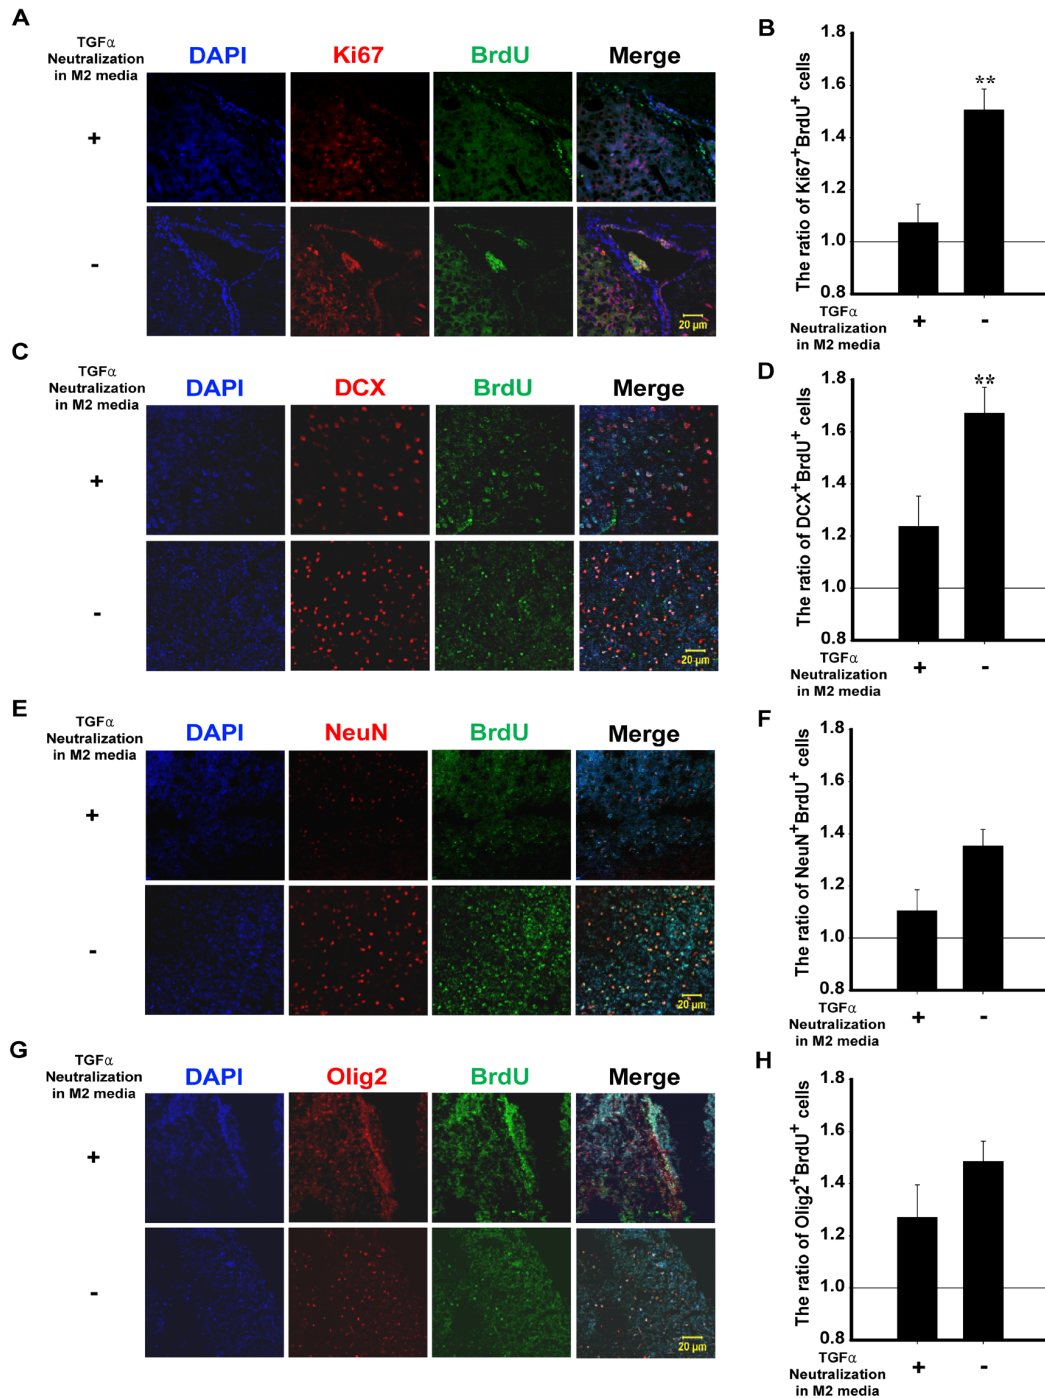 A
TGFα
Neutralization
in M2 media
DAPI
Ki67
BrdU
Merge
+
-
20 µm
B
The ratio of Ki67⁺BrdU⁺ cells
1.8
1.6
1.4
1.2
1.0
0.8
**
TGFα
Neutralization
in M2 media
+
-
C
TGFα
Neutralization
in M2 media
DAPI
DCX
BrdU
Merge
+
-
20 µm
D
The ratio of DCX⁺BrdU⁺ cells
1.8
1.6
1.4
1.2
1.0
0.8
**
TGFα
Neutralization
in M2 media
+
-
E
TGFα
Neutralization
in M2 media
DAPI
NeuN
BrdU
Merge
+
-
20 µm
F
The ratio of NeuN⁺BrdU⁺ cells
1.8
1.6
1.4
1.2
1.0
0.8
TGFα
Neutralization
in M2 media
+
-
G
TGFα
Neutralization
in M2 media
DAPI
Olig2
BrdU
Merge
+
-
20 µm
H
The ratio of Olig2⁺BrdU⁺ cells
1.8
1.6
1.4
1.2
1.0
0.8
TGFα
Neutralization
in M2 media
+
-